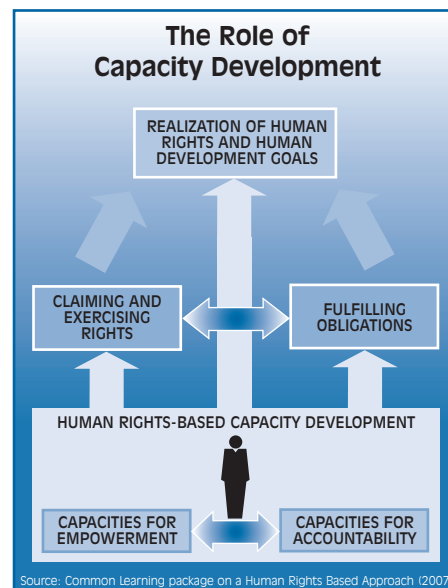 The Role of
Capacity Development
REALIZATION OF HUMAN
RIGHTS AND HUMAN
DEVELOPMENT GOALS
CLAIMING AND
EXERCISING
RIGHTS
FULFILLING
OBLIGATIONS
HUMAN RIGHTS-BASED CAPACITY DEVELOPMENT
CAPACITIES FOR
EMPOWERMENT
CAPACITIES FOR
ACCOUNTABILITY
Source: Common Learning package on a Human Rights Based Approach (2007